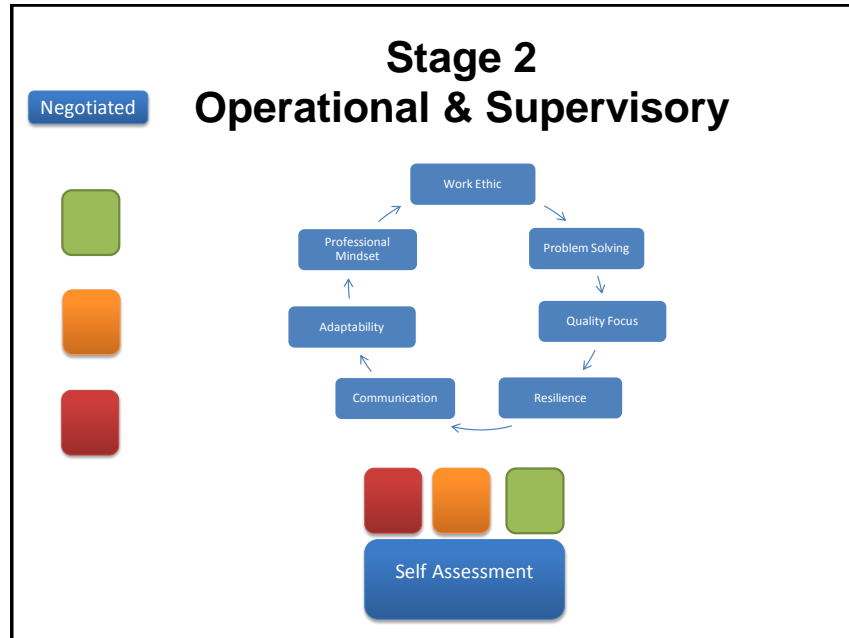 Stage 2
Operational & Supervisory
Negotiated
Work Ethic
Problem Solving
Quality Focus
Resilience
Communication
Adaptability
Professional
Mindset
Self Assessment